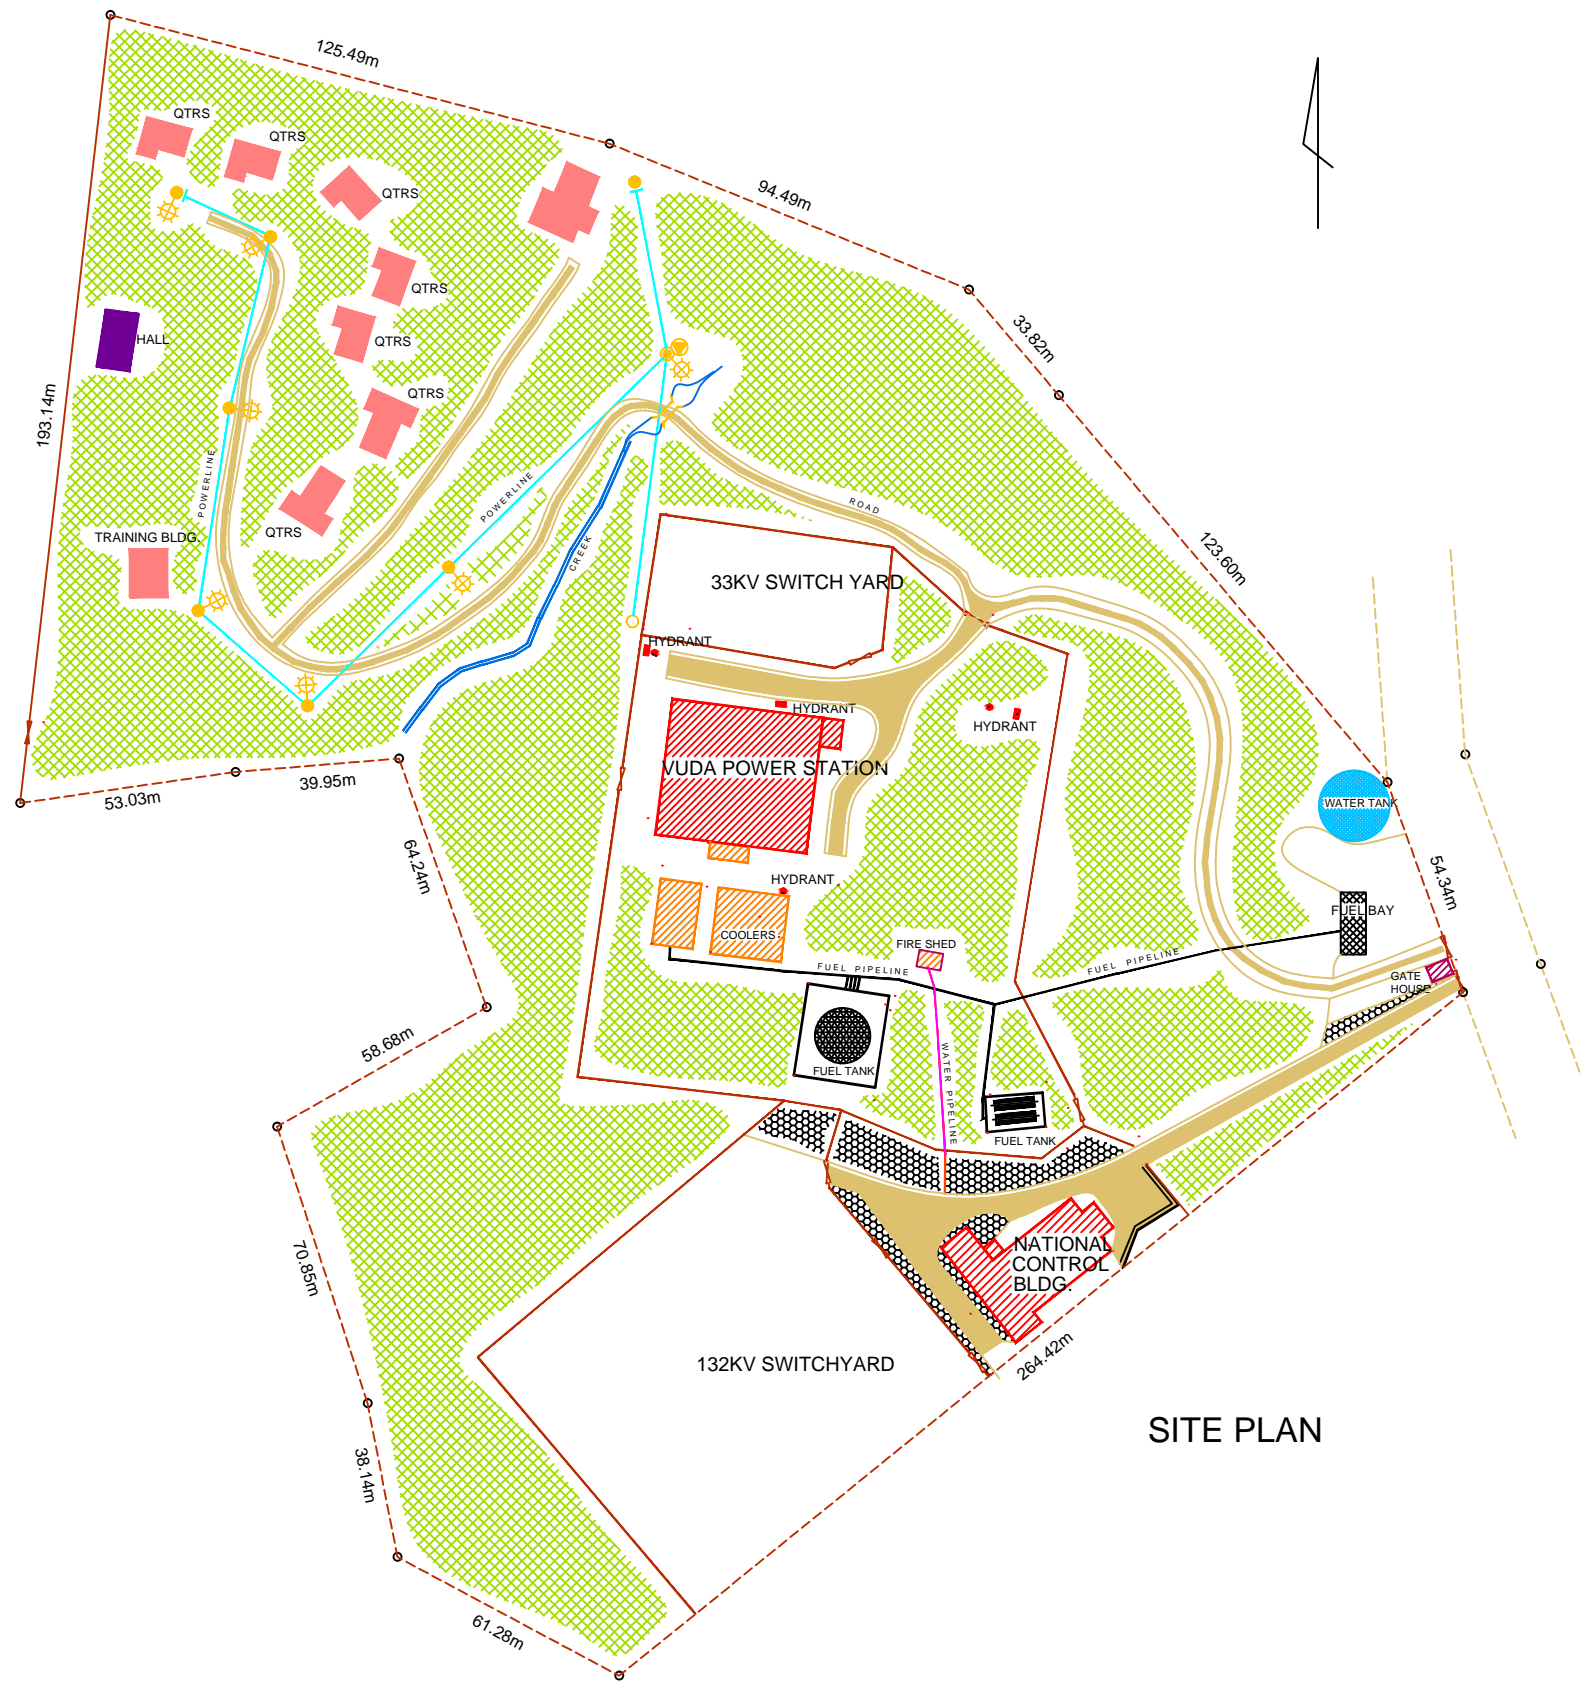 125.49m
QTRS
QTRS
QTRS
94.49m
QTRS
33.82m
HALL
QTRS
QTRS
193.14m
POWERLINE
POWERLINE
ROAD
QTRS
TRAINING BLDG.
CREEK
123.60m
33KV SWITCH YARD
HYDRANT
HYDRANT
HYDRANT
VUDA POWER STATION
39.95m
53.03m
WATER TANK
64.24m
HYDRANT
54.34m
FUEL BAY
COOLERS
FIRE SHED
FUEL PIPELINE
FUEL PIPELINE
GATE
HOUSE
58.68m
FUEL TANK
WATER PIPELINE
FUEL TANK
70.85m
NATIONAL
CONTROL
BLDG.
264.42m
132KV SWITCHYARD
SITE PLAN
38.14m
61.28m